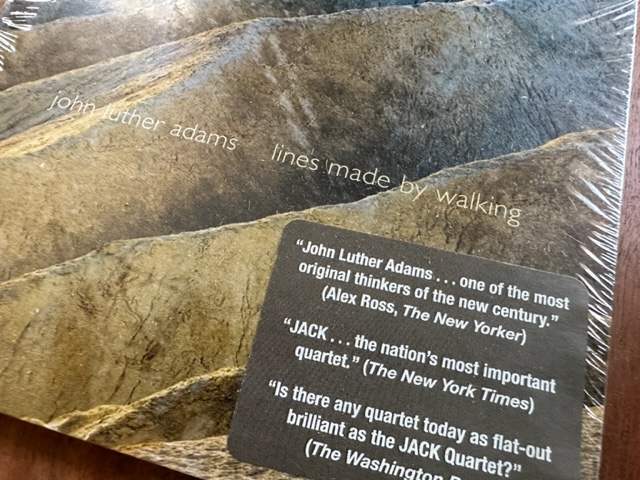 john luther adams lines made by walking
“John Luther Adams . . . one of the most
original thinkers of the new century.”
(Alex Ross, The New Yorker)
“JACK . . . the nation’s most important
quartet.” (The New York Times)
“Is there any quartet today as flat-out
brilliant as the JACK Quartet?”
(The Washington